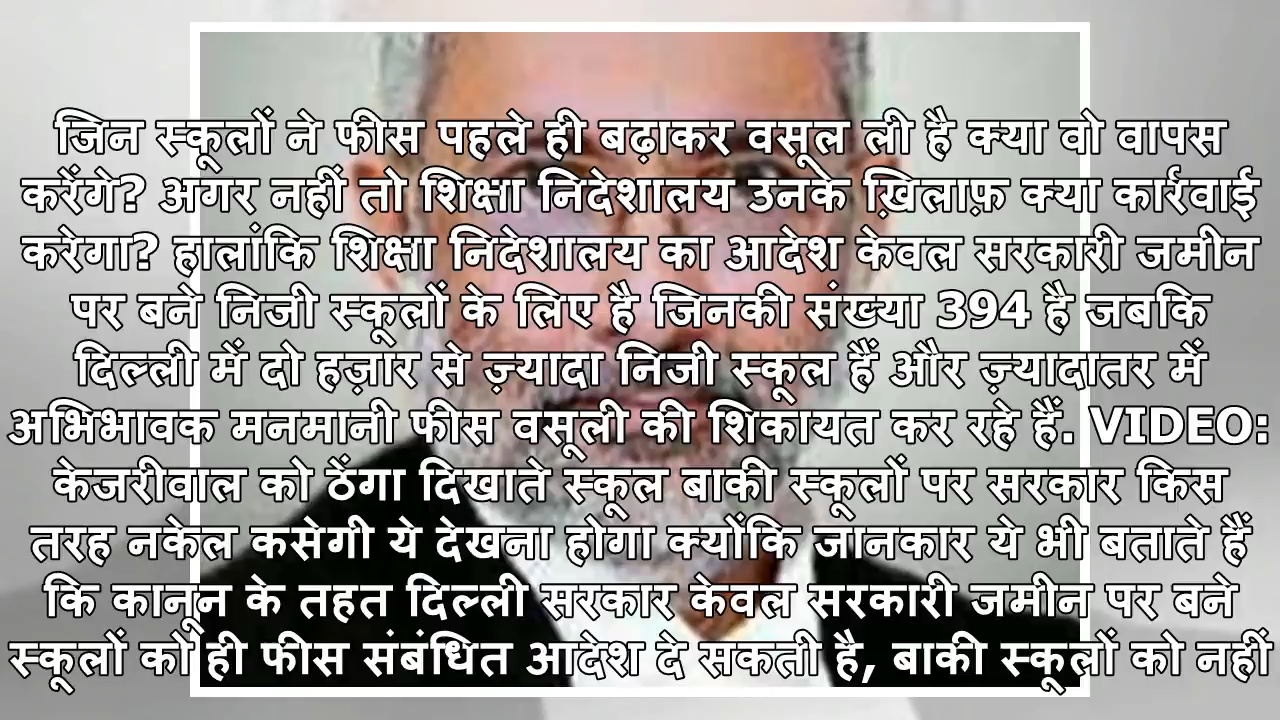 जिन स्कूलों ने फीस पहले ही बढ़ाकर वसूल ली है क्या वो वापस
करेंगे? अगर नहीं तो शिक्षा निदेशालय उनके ख़िलाफ़ क्या कार्रवाई
करेगा? हालांकि शिक्षा निदेशालय का आदेश केवल सरकारी जमीन
पर बने निजी स्कूलों के लिए है जिनकी संख्या 394 है जबकि
दिल्ली में दो हज़ार से ज़्यादा निजी स्कूल हैं और ज़्यादातर में
अभिभावक मनमानी फीस वसूली की शिकायत कर रहे हैं. VIDEO:
केजरीवाल को ठेंगा दिखाते स्कूल बाकी स्कूलों पर सरकार किस
तरह नकेल कसेगी ये देखना होगा क्योंकि जानकार ये भी बताते हैं
कि कानून के तहत दिल्ली सरकार केवल सरकारी जमीन पर बने
स्कूलों को ही फीस संबंधित आदेश दे सकती है, बाकी स्कूलों को नहीं